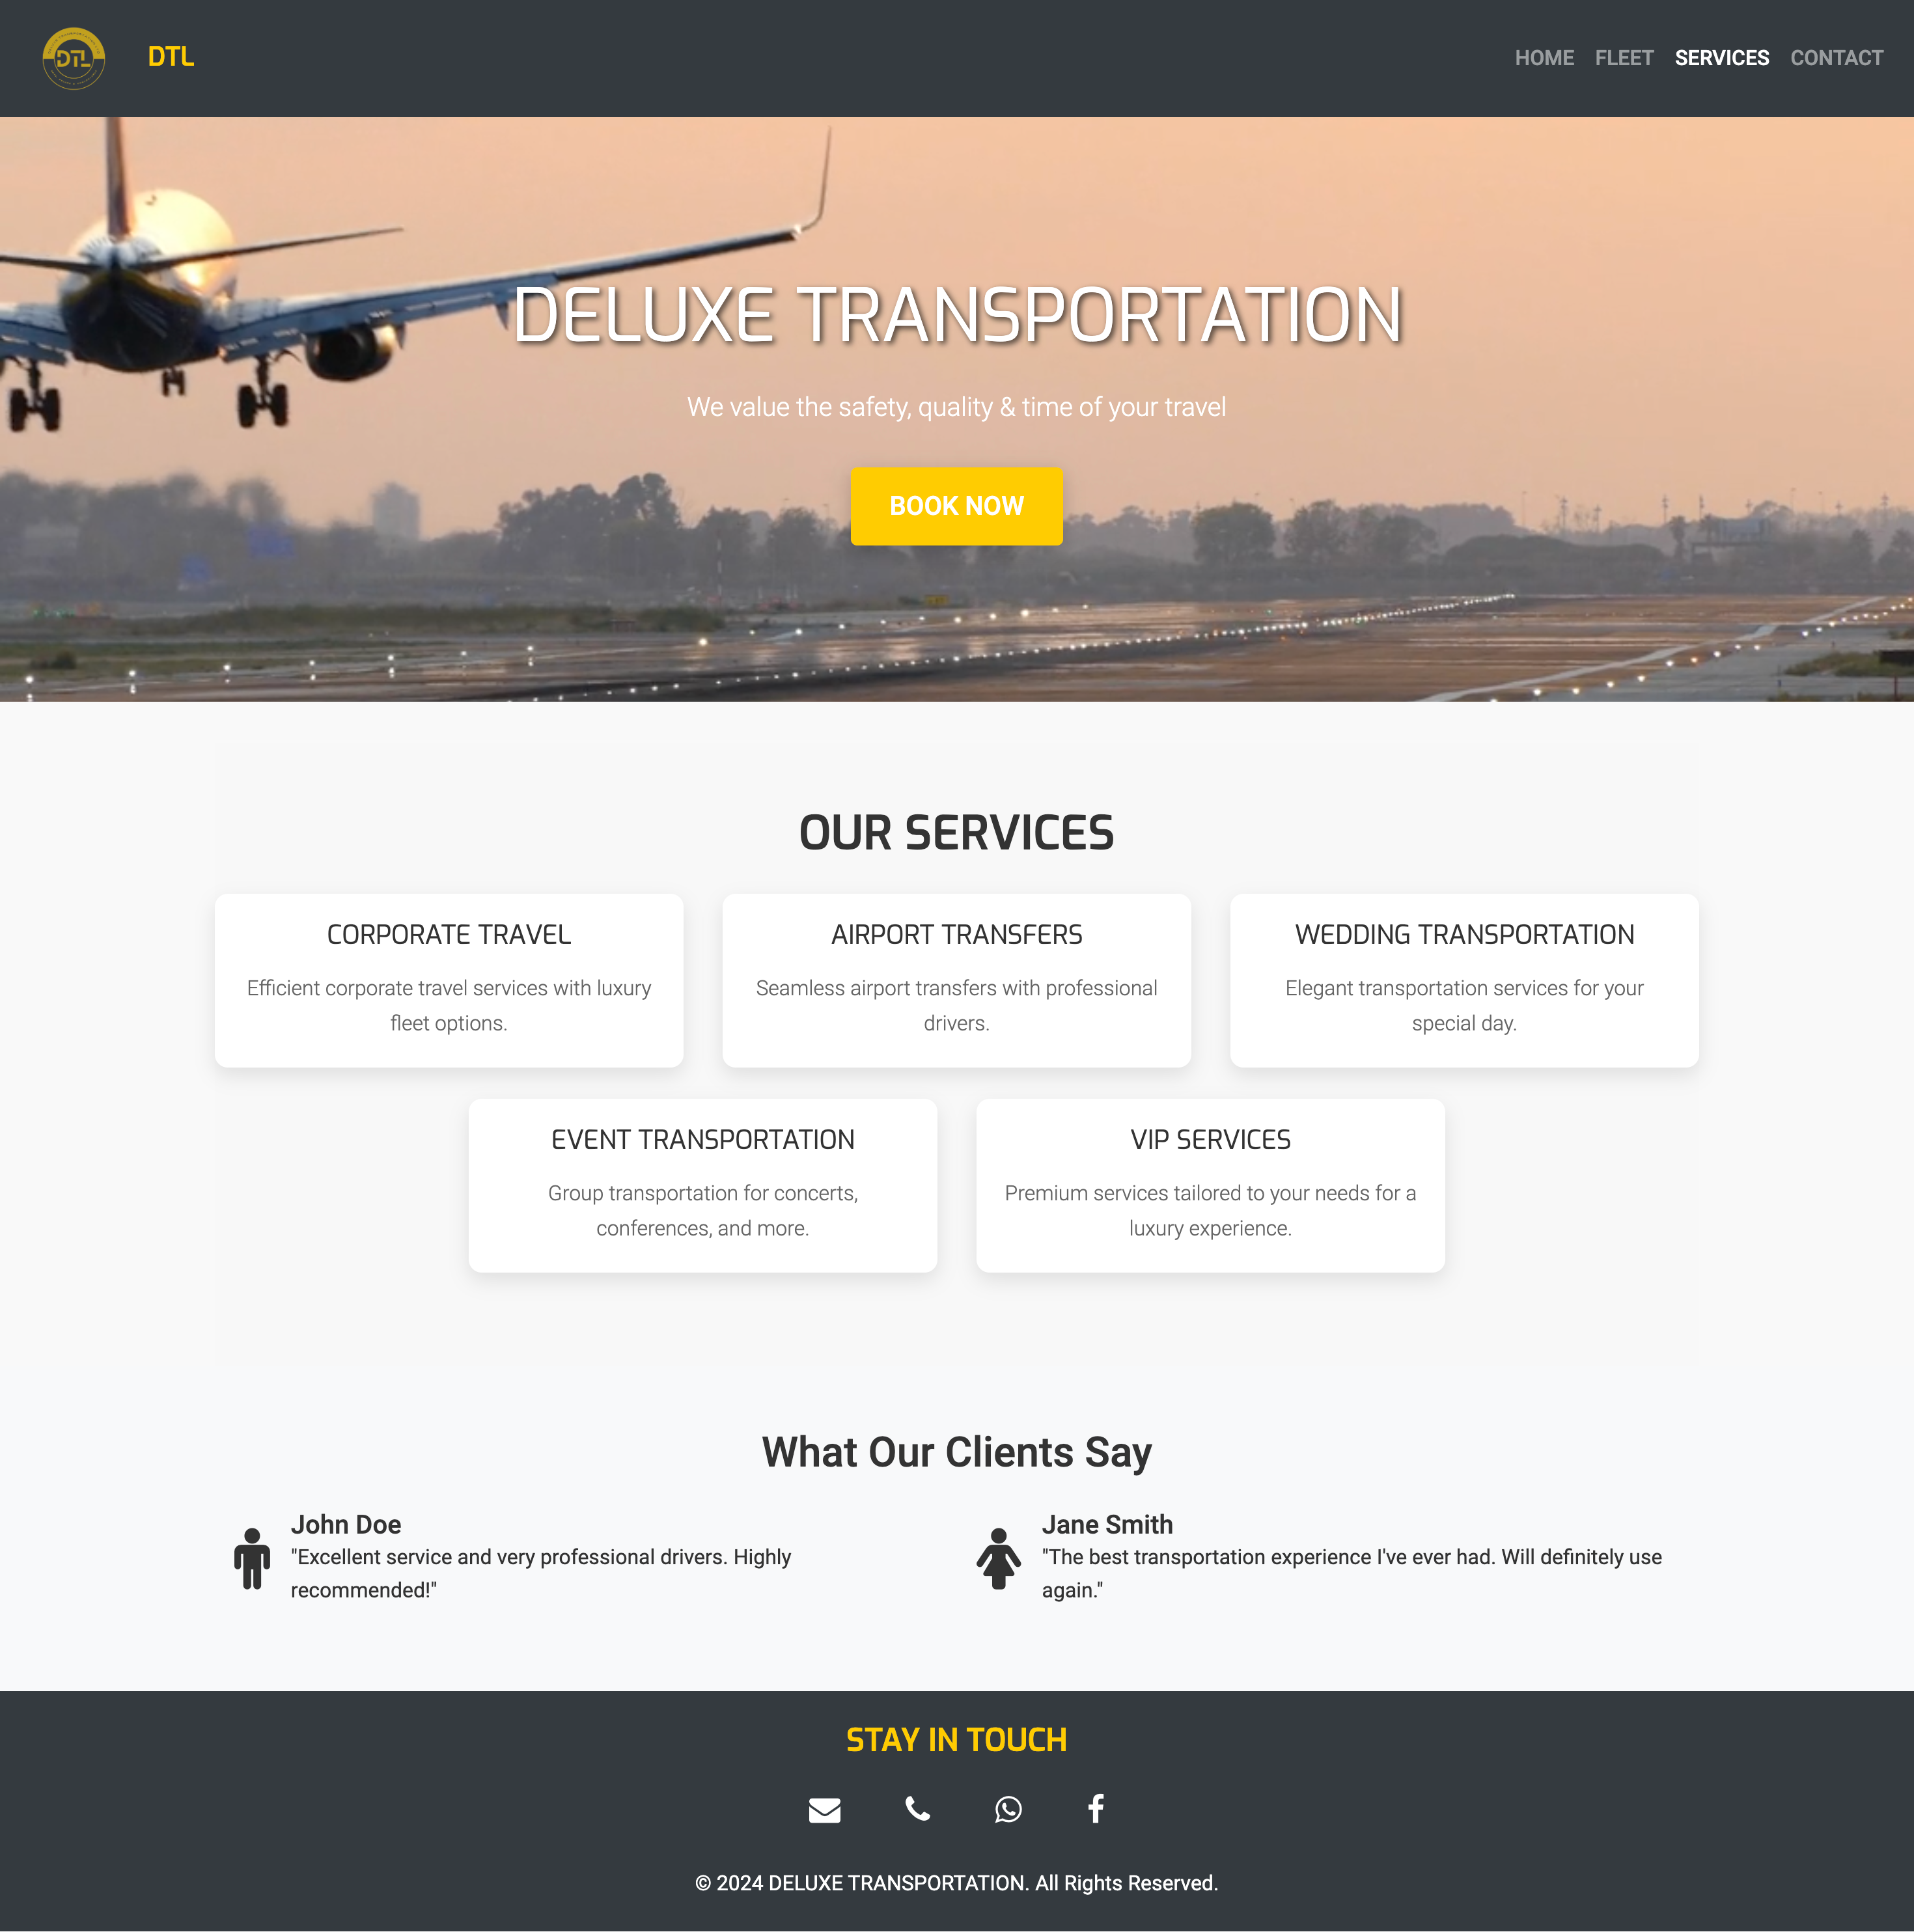 DTL
DTL
HOME FLEET SERVICES CONTACT
DELUXE TRANSPORTATION
We value the safety, quality & time of your travel
BOOK NOW
OUR SERVICES
CORPORATE TRAVEL
Efficient corporate travel services with luxury
fleet options.
AIRPORT TRANSFERS
Seamless airport transfers with professional
drivers.
WEDDING TRANSPORTATION
Elegant transportation services for your
special day.
EVENT TRANSPORTATION
Group transportation for concerts,
conferences, and more.
VIP SERVICES
Premium services tailored to your needs for a
luxury experience.
What Our Clients Say
John Doe
"Excellent service and very professional drivers. Highly
recommended!"
Jane Smith
"The best transportation experience I've ever had. Will definitely use
again."
STAY IN TOUCH
© 2024 DELUXE TRANSPORTATION. All Rights Reserved.